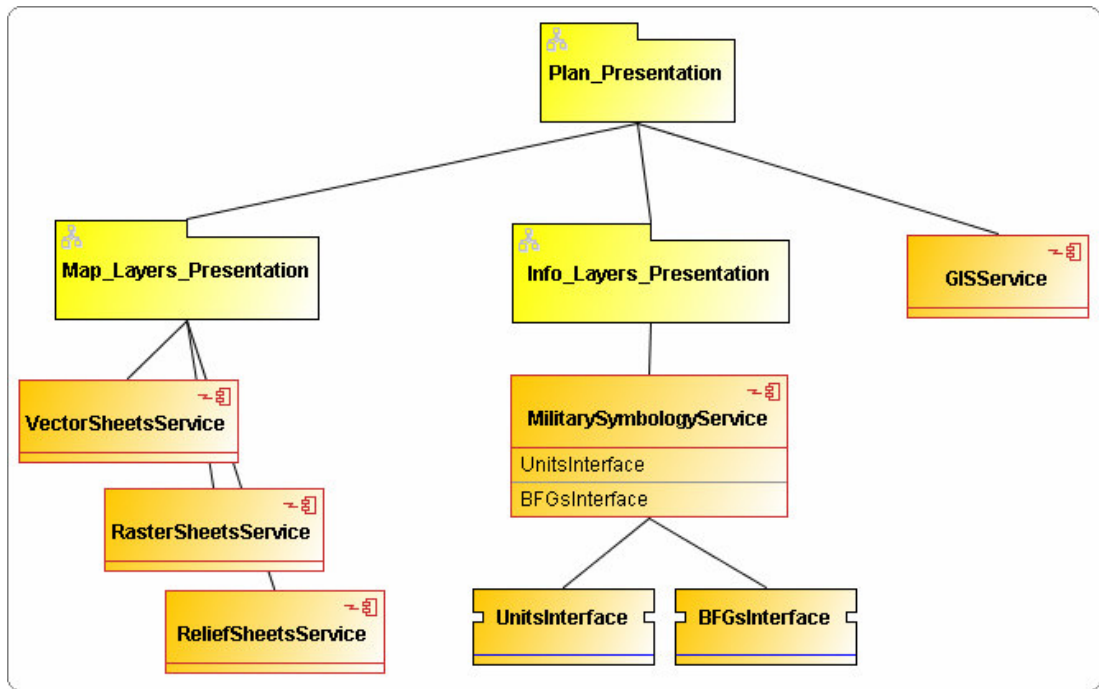 Plan_Presentation
Map_Layers_Presentation
Info_Layers_Presentation
GISService
VectorSheetsService
MilitarySymbologyService
UnitsInterface
BFGsInterface
RasterSheetsService
ReliefSheetsService
UnitsInterface
BFGsInterface